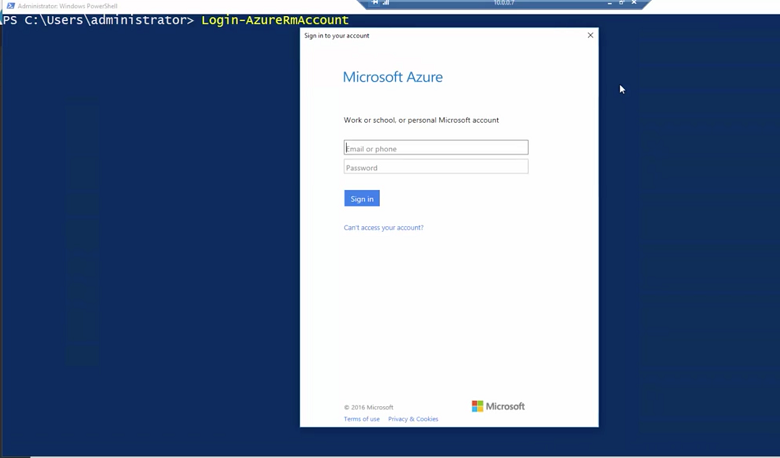 Administrator: Windows PowerShell
10.0.0.7
PS C:\Users\administrator> Login-AzureRmAccount
Sign in to your account
Microsoft Azure
Work or school, or personal Microsoft account
Email or phone
Password
Sign in
Can't access your account?
© 2016 Microsoft
Microsoft
Terms of use Privacy & Cookies